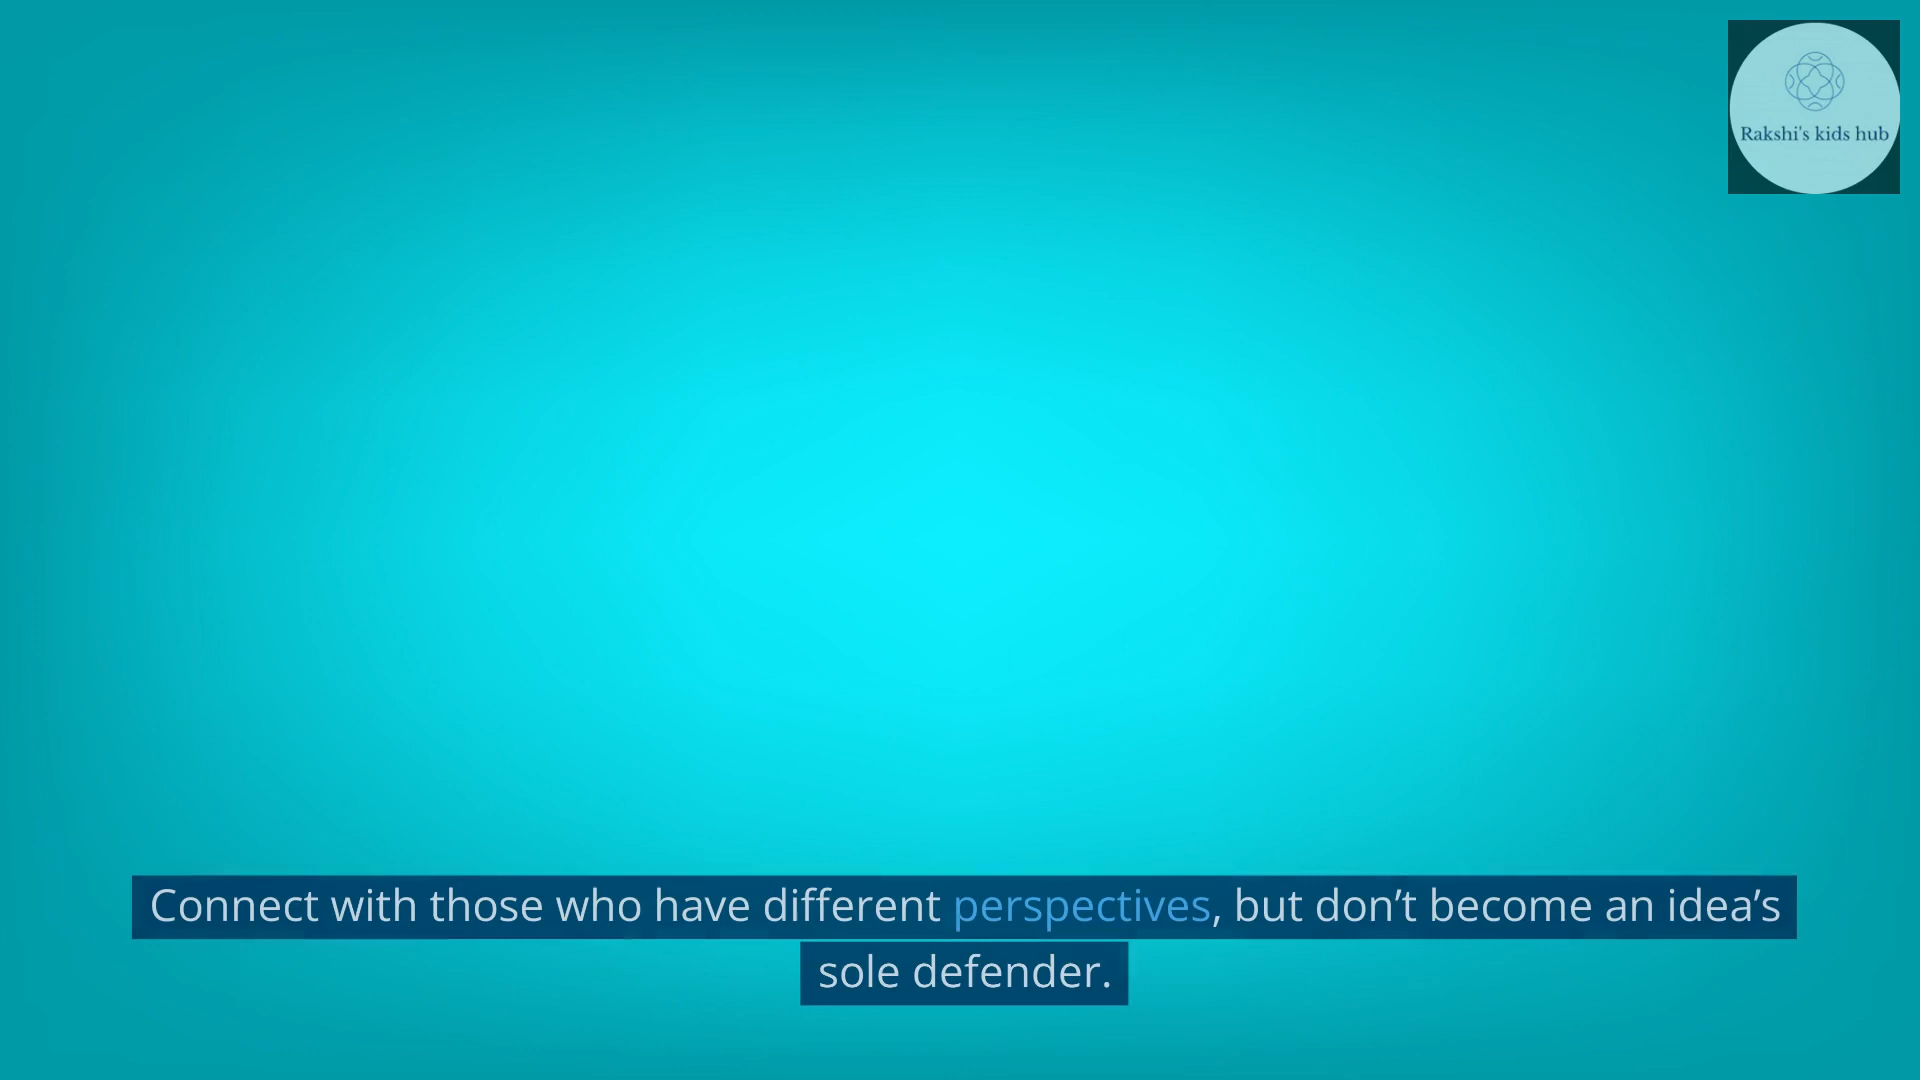 Rakshi's kids hub
Connect with those who have different perspectives, but don’t become an idea’s
sole defender.